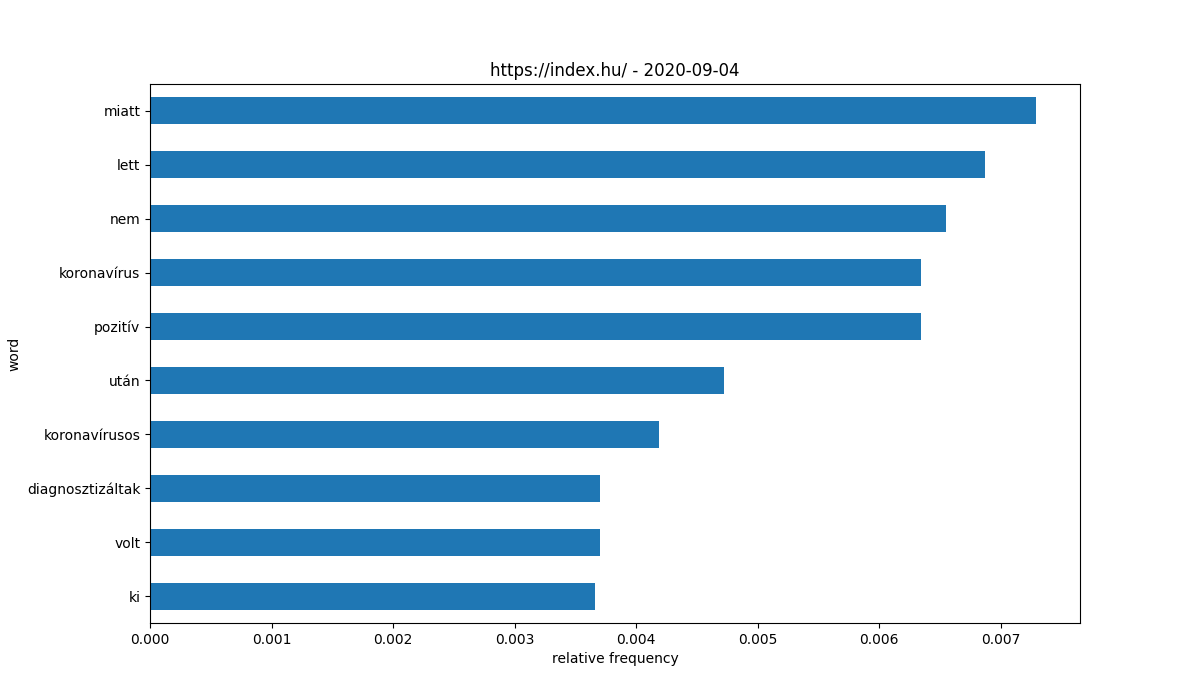 https://index.hu/ - 2020-09-04
word
miatt
lett
nem
koronavírus
pozitív
után
koronavírusos
diagnosztizáltak
volt
ki
0.000 0.001 0.002 0.003 0.004 0.005 0.006 0.007
relative frequency